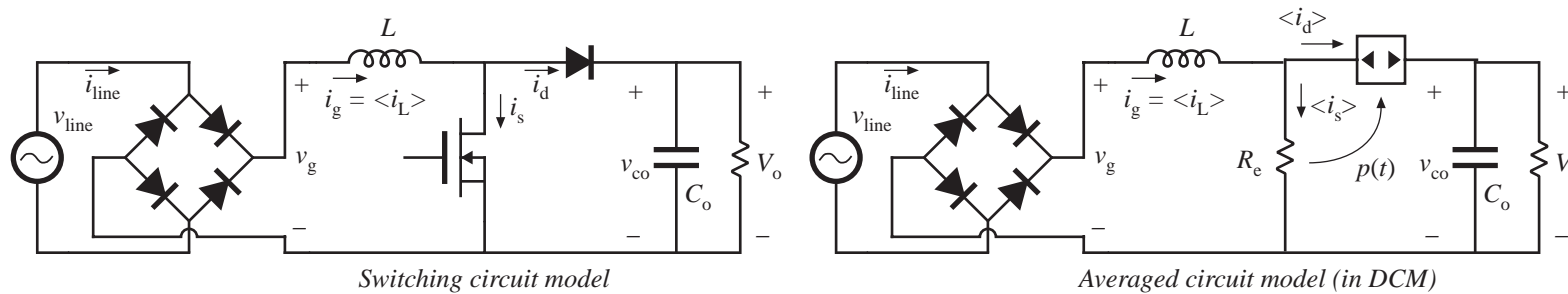 L
i_line
i_g = <i_L>
i_d
i_s
v_line
+
v_g
−
+
v_co
−
C_o
+
V_o
−
Switching circuit model
L
<i_d>
i_line
i_g = <i_L>
<i_s>
v_line
+
v_g
−
R_e
p(t)
+
v_co
−
C_o
+
V
−
Averaged circuit model (in DCM)